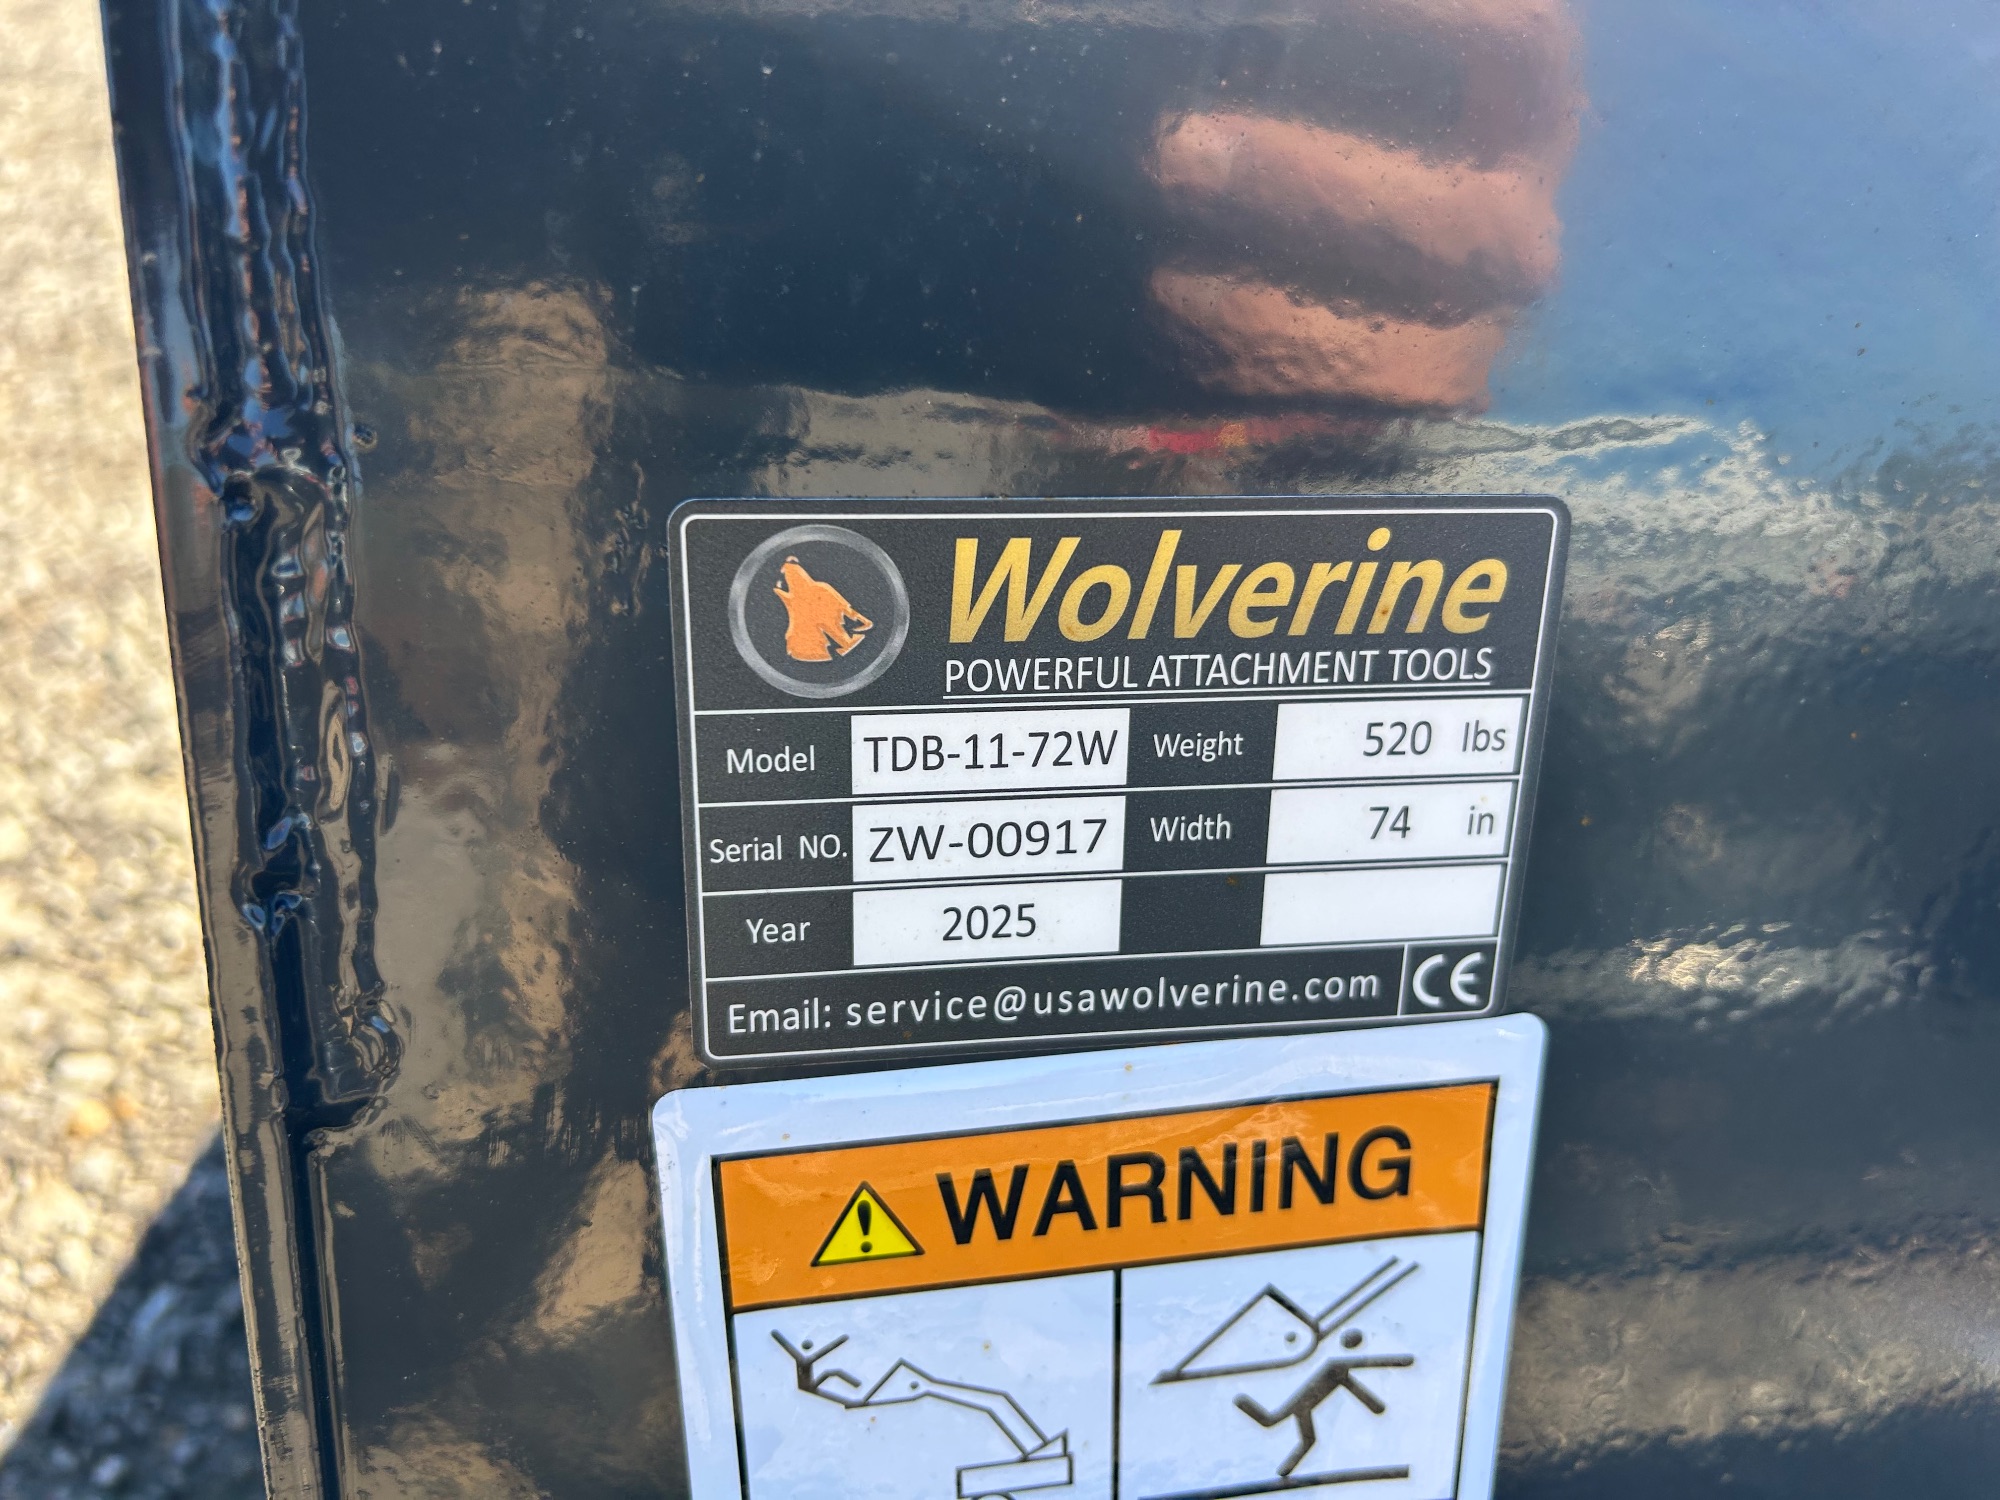 Wolverine
POWERFUL ATTACHMENT TOOLS
Model TDB-11-72W Weight 520 lbs
Serial NO. ZW-00917 Width 74 in
Year 2025
Email: service@usawolverine.com CE
WARNING